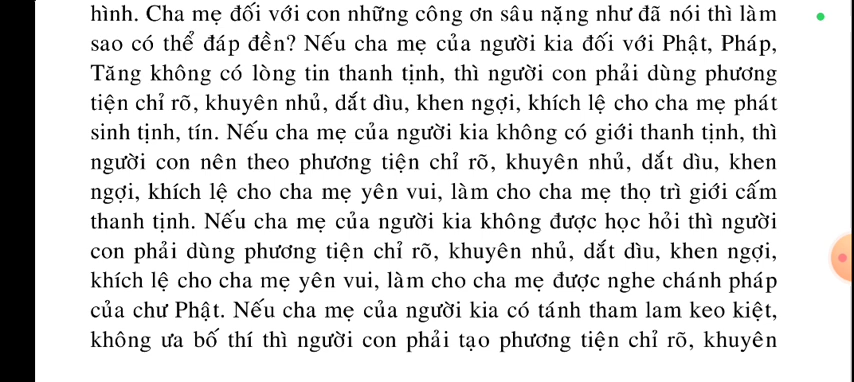 hình. Cha mẹ đối với con những công ơn sâu nặng như đã nói thì làm
sao có thể đáp đền? Nếu cha mẹ của người kia đối với Phật, Pháp,
Tăng không có lòng tin thanh tịnh, thì người con phải dùng phương
tiện chỉ rõ, khuyên nhủ, dắt dìu, khen ngợi, khích lệ cho cha mẹ phát
sinh tịnh, tín. Nếu cha mẹ của người kia không có giới thanh tịnh, thì
người con nên theo phương tiện chỉ rõ, khuyên nhủ, dắt dìu, khen
ngợi, khích lệ cho cha mẹ yên vui, làm cho cha mẹ thọ trì giới cấm
thanh tịnh. Nếu cha mẹ của người kia không được học hỏi thì người
con phải dùng phương tiện chỉ rõ, khuyên nhủ, dắt dìu, khen ngợi,
khích lệ cho cha mẹ yên vui, làm cho cha mẹ được nghe chánh pháp
của chư Phật. Nếu cha mẹ của người kia có tánh tham lam keo kiệt,
không ưa bố thí thì người con phải tạo phương tiện chỉ rõ, khuyên